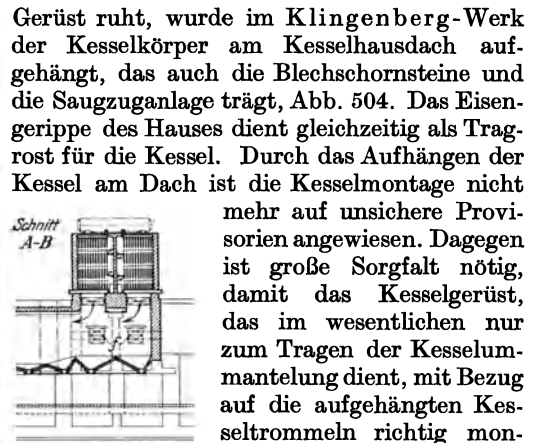 Gerüst ruht, wurde im Klingenberg-Werk
der Kesselkörper am Kesselhausdach auf-
gehängt, das auch die Blechschornsteine und
die Saugzuganlage trägt, Abb. 504. Das Eisen-
gerippe des Hauses dient gleichzeitig als Trag-
rost für die Kessel. Durch das Aufhängen der
Kessel am Dach ist die Kesselmontage nicht
mehr auf unsichere Provi-
Schnitt
A-B
sorien angewiesen. Dagegen
ist große Sorgfalt nötig,
damit das Kesselgerüst,
das im wesentlichen nur
zum Tragen der Kesselum-
mantelung dient, mit Bezug
auf die aufgehängten Kes-
seltrommeln richtig mon-